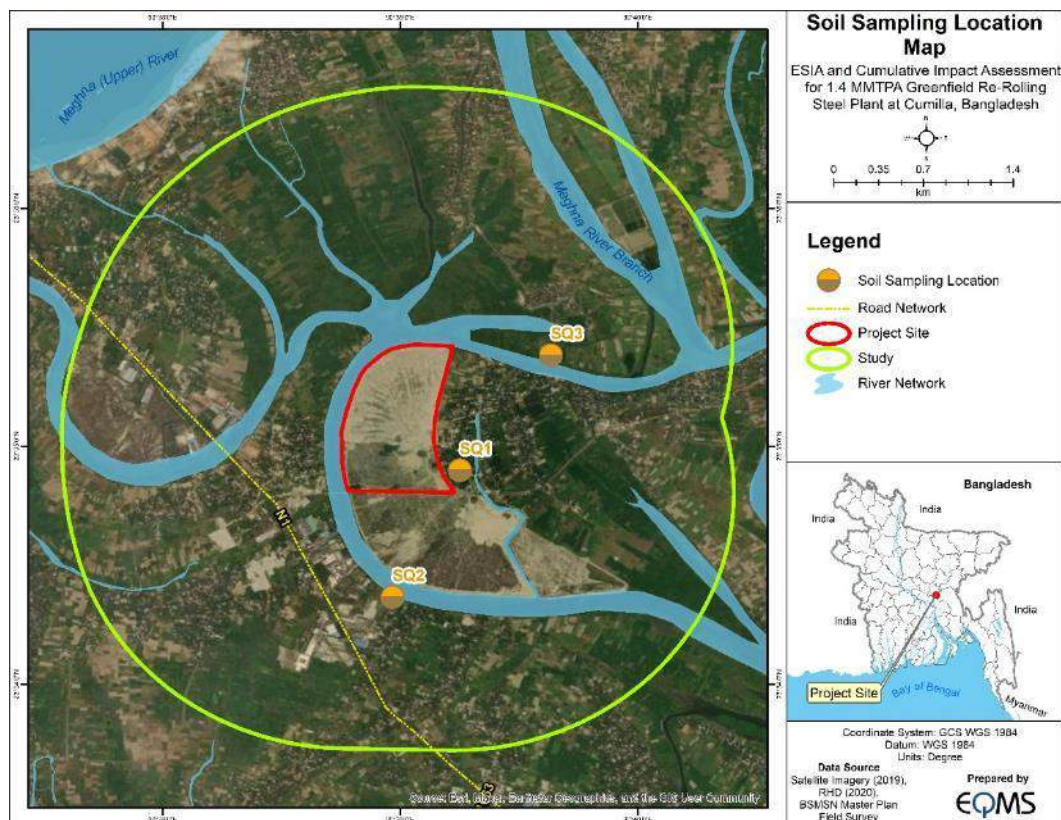 Soil Sampling Location
Map
ESIA and Cumulative Impact Assessment
for 1.4 MMTPA Greenfield Re-Rolling
Steel Plant at Cumilla, Bangladesh
N
S
0 0.35 0.7 1.4
km
Legend
Soil Sampling Location
Road Network
Project Site
Study
River Network
Meghna (Upper) River
Meghna River Branch
SQ3
SQ1
N1
SQ2
Bangladesh
India
India
India
India
Project Site
Bay of Bengal
Myanmar
Coordinate System: GCS WGS 1984
Datum: WGS 1984
Units: Degree
Data Source
Satellite Imagery (2019),
RHD (2020),
BSMSN Master Plan
Field Survey
Prepared by
EQMS